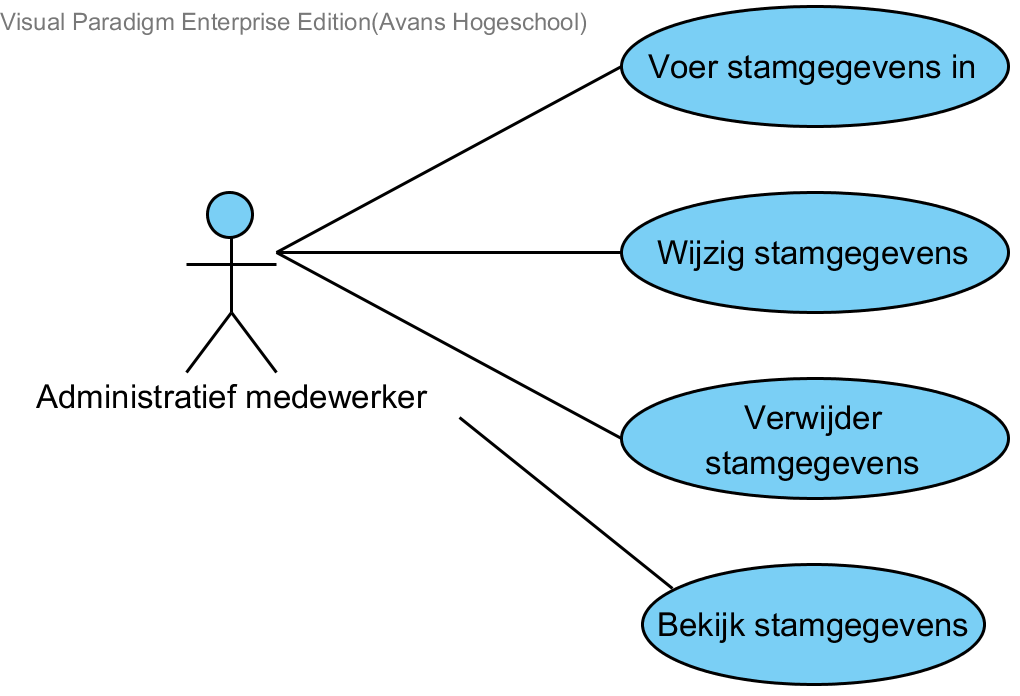 Visual Paradigm Enterprise Edition(Avans Hogeschool)
Voer stamgegevens in
Wijzig stamgegevens
Administratief medewerker
Verwijder
stamgegevens
Bekijk stamgegevens